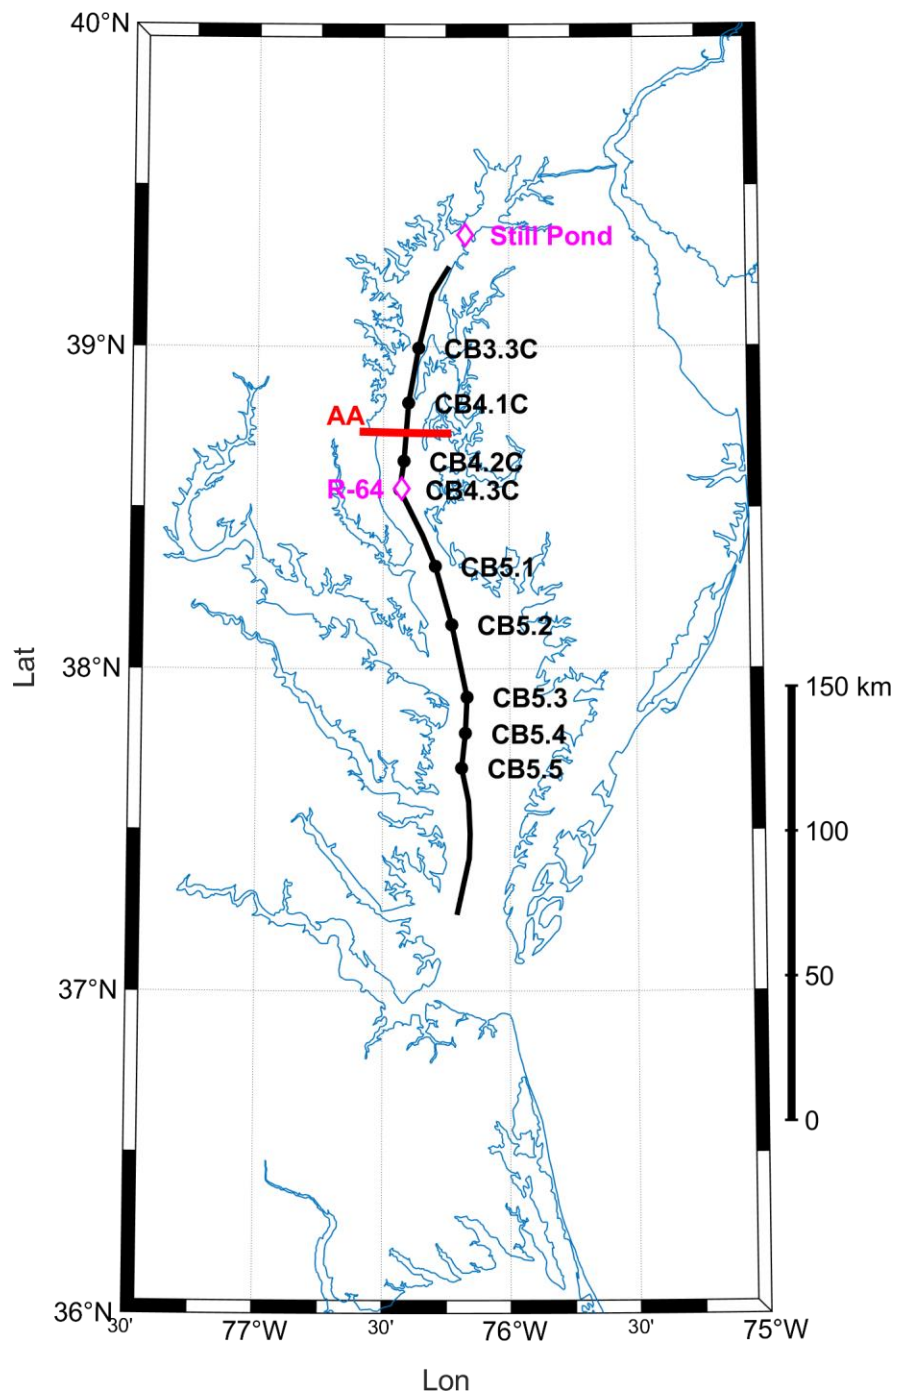 40°N
Still Pond
39°N
CB3.3C
CB4.1C
AA
CB4.2C
R-64
CB4.3C
CB5.1
CB5.2
Lat
38°N
150 km
CB5.3
CB5.4
CB5.5
100
50
37°N
0
36°N
30'
77°W
30'
76°W
30'
75°W
Lon